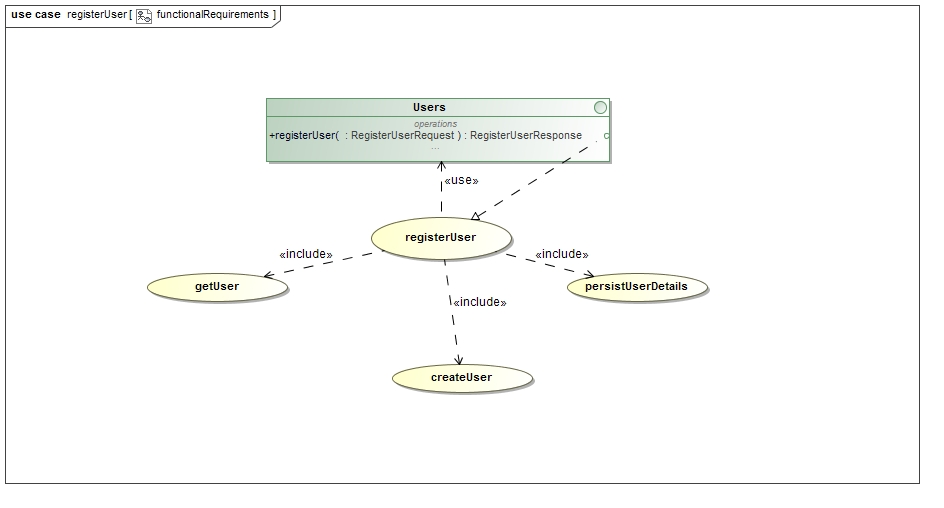 use case registerUser [ functionalRequirements ]
Users
operations
+registerUser( : RegisterUserRequest ) : RegisterUserResponse
...
«use»
registerUser
«include»
«include»
getUser
persistUserDetails
«include»
createUser